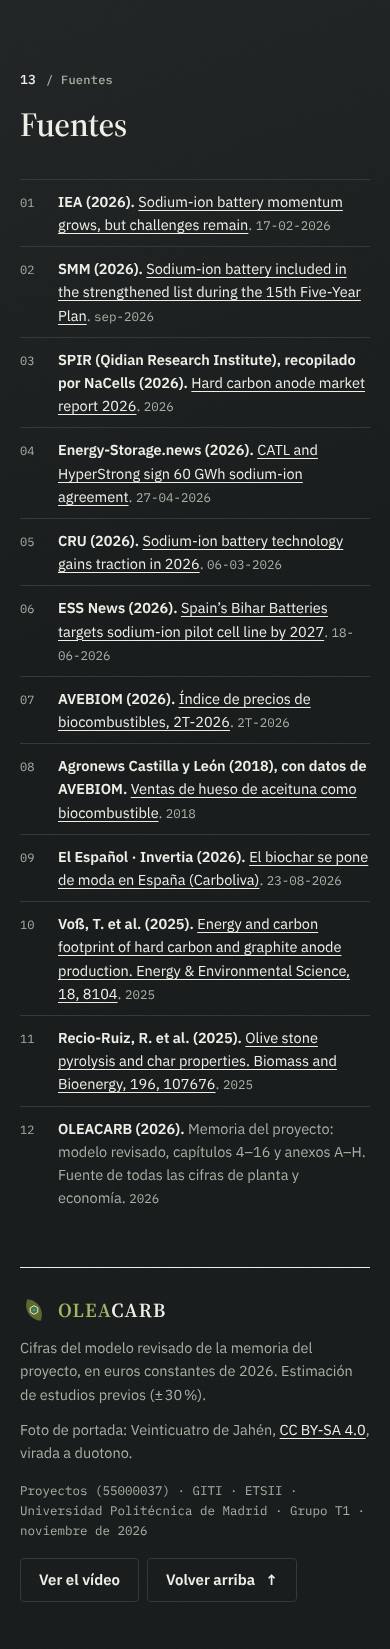 13 / Fuentes
Fuentes
01 IEA (2026). Sodium-ion battery momentum
grows, but challenges remain. 17-02-2026
02 SMM (2026). Sodium-ion battery included in
the strengthened list during the 15th Five-Year
Plan. sep-2026
03 SPIR (Qidian Research Institute), recopilado
por NaCells (2026). Hard carbon anode market
report 2026. 2026
04 Energy-Storage.news (2026). CATL and
HyperStrong sign 60 GWh sodium-ion
agreement. 27-04-2026
05 CRU (2026). Sodium-ion battery technology
gains traction in 2026. 06-03-2026
06 ESS News (2026). Spain’s Bihar Batteries
targets sodium-ion pilot cell line by 2027. 18-
06-2026
07 AVEBIOM (2026). Índice de precios de
biocombustibles, 2T-2026. 2T-2026
08 Agronews Castilla y León (2018), con datos de
AVEBIOM. Ventas de hueso de aceituna como
biocombustible. 2018
09 El Español · Invertia (2026). El biochar se pone
de moda en España (Carboliva). 23-08-2026
10 Voß, T. et al. (2025). Energy and carbon
footprint of hard carbon and graphite anode
production. Energy & Environmental Science,
18, 8104. 2025
11 Recio-Ruiz, R. et al. (2025). Olive stone
pyrolysis and char properties. Biomass and
Bioenergy, 196, 107676. 2025
12 OLEACARB (2026). Memoria del proyecto:
modelo revisado, capítulos 4–16 y anexos A–H.
Fuente de todas las cifras de planta y
economía. 2026
OLEACARB
Cifras del modelo revisado de la memoria del
proyecto, en euros constantes de 2026. Estimación
de estudios previos (±30 %).
Foto de portada: Veinticuatro de Jahén, CC BY-SA 4.0,
virada a duotono.
Proyectos (55000037) · GITI · ETSII ·
Universidad Politécnica de Madrid · Grupo T1 ·
noviembre de 2026
Ver el vídeo Volver arriba ↑